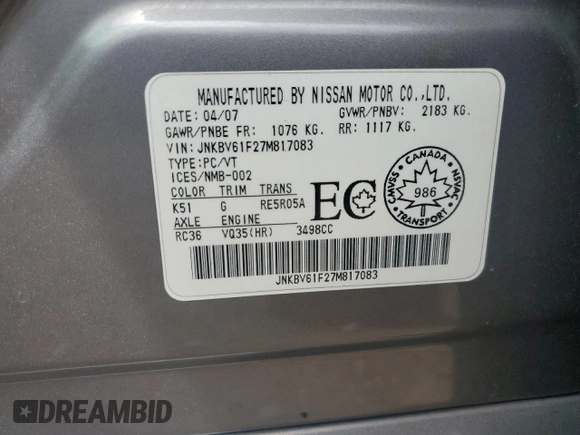 MANUFACTURED BY NISSAN MOTOR CO.,LTD.
DATE: 04/07 GVWR/PNBV: 2183 KG.
GAWR/PNBE FR: 1076 KG. RR: 1117 KG.
VIN: JNKBV61F27M817083
TYPE: PC/VT
ICES/NMB-002
COLOR TRIM TRANS
K51 G RE5R05A
AXLE ENGINE
RC36 VQ35(HR) 3498CC
EC
CANADA
CMVSS NSVAC
986
TRANSPORT
JNKBV61F27M817083
DREAMBID